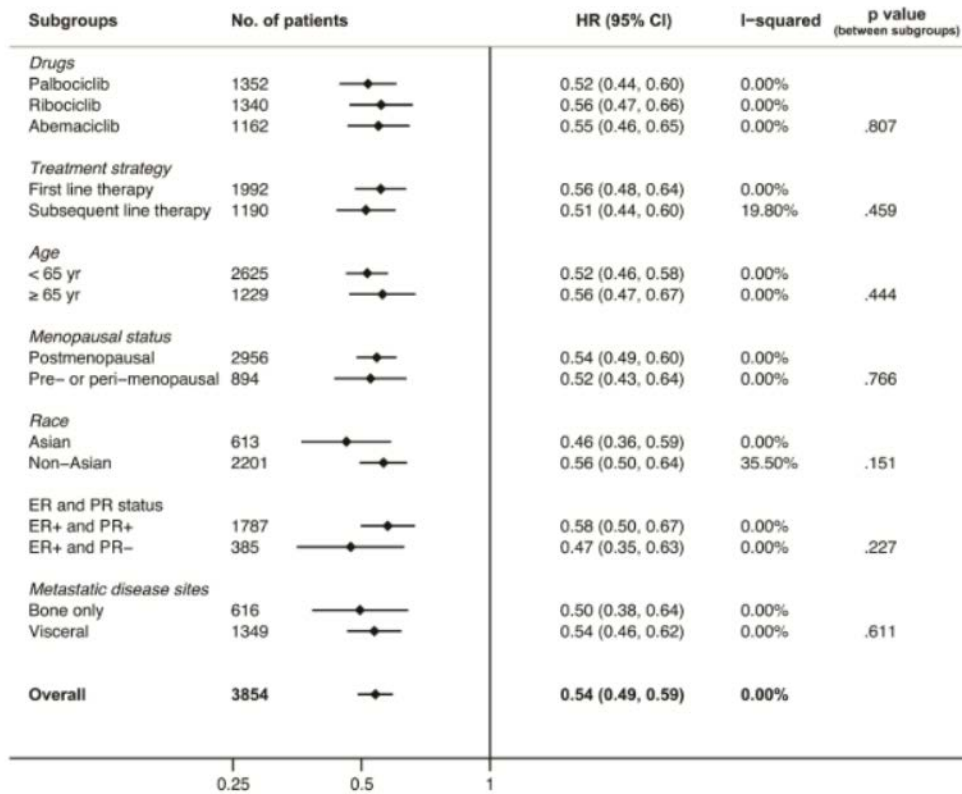 Subgroups No. of patients HR (95% CI) I−squared p value
(between subgroups)
Drugs
Palbociclib 1352 0.52 (0.44, 0.60) 0.00%
Ribociclib 1340 0.56 (0.47, 0.66) 0.00%
Abemaciclib 1162 0.55 (0.46, 0.65) 0.00% .807
Treatment strategy
First line therapy 1992 0.56 (0.48, 0.64) 0.00%
Subsequent line therapy 1190 0.51 (0.44, 0.60) 19.80% .459
Age
< 65 yr 2625 0.52 (0.46, 0.58) 0.00%
≥ 65 yr 1229 0.56 (0.47, 0.67) 0.00% .444
Menopausal status
Postmenopausal 2956 0.54 (0.49, 0.60) 0.00%
Pre− or peri−menopausal 894 0.52 (0.43, 0.64) 0.00% .766
Race
Asian 613 0.46 (0.36, 0.59) 0.00%
Non−Asian 2201 0.56 (0.50, 0.64) 35.50% .151
ER and PR status
ER+ and PR+ 1787 0.58 (0.50, 0.67) 0.00%
ER+ and PR− 385 0.47 (0.35, 0.63) 0.00% .227
Metastatic disease sites
Bone only 616 0.50 (0.38, 0.64) 0.00%
Visceral 1349 0.54 (0.46, 0.62) 0.00% .611
Overall 3854 0.54 (0.49, 0.59) 0.00%
0.25 0.5 1